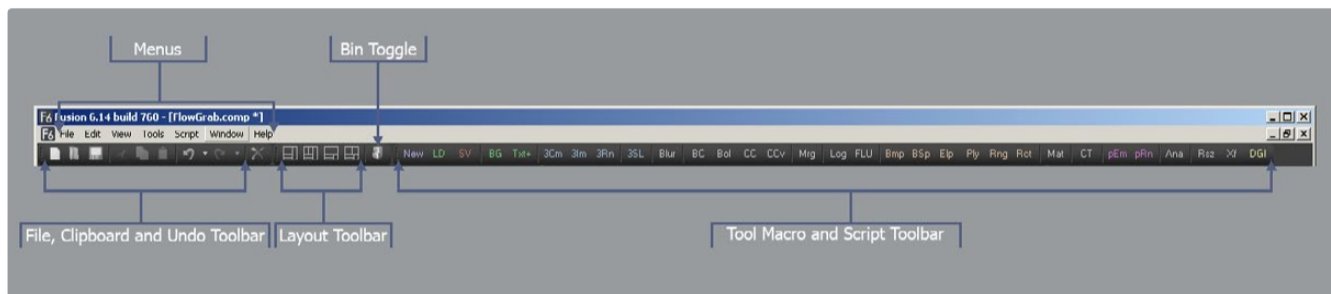 Menus
Bin Toggle
Fusion 6.14 build 760 - [FlowGrab.comp *]
File Edit View Tools Script Window Help
New LD SV BG Txt+ 3Cm 3Im 3Rn 3SL Blur BC Bol CC CCv Mrg Log FLU Bmp BSp Elp Ply Rng Rct Mat CT pEm pRn Ana Rsz Xf DGl
File, Clipboard and Undo Toolbar
Layout Toolbar
Tool Macro and Script Toolbar